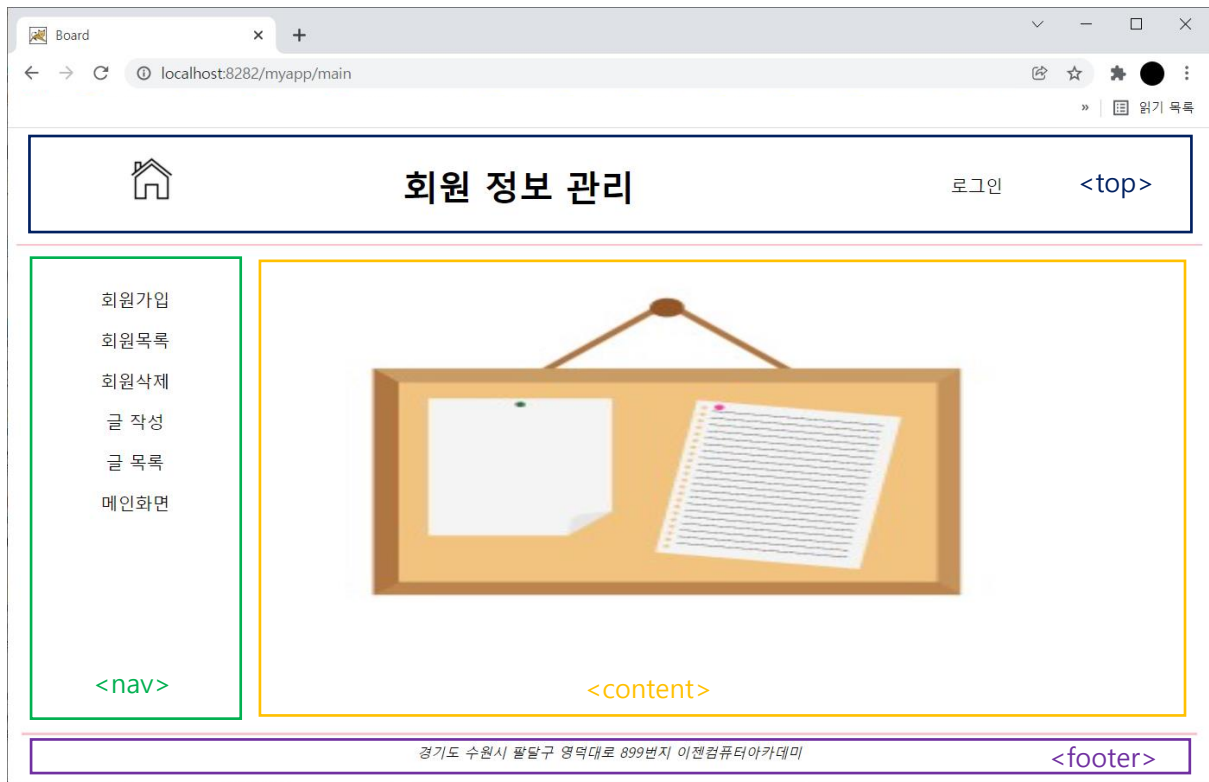 Board
localhost:8282/myapp/main
» 읽기 목록
회원 정보 관리
로그인
<top>
회원가입
회원목록
회원삭제
글 작성
글 목록
메인화면
<nav>
<content>
경기도 수원시 팔달구 영덕대로 899번지 이젠컴퓨터아카데미
<footer>